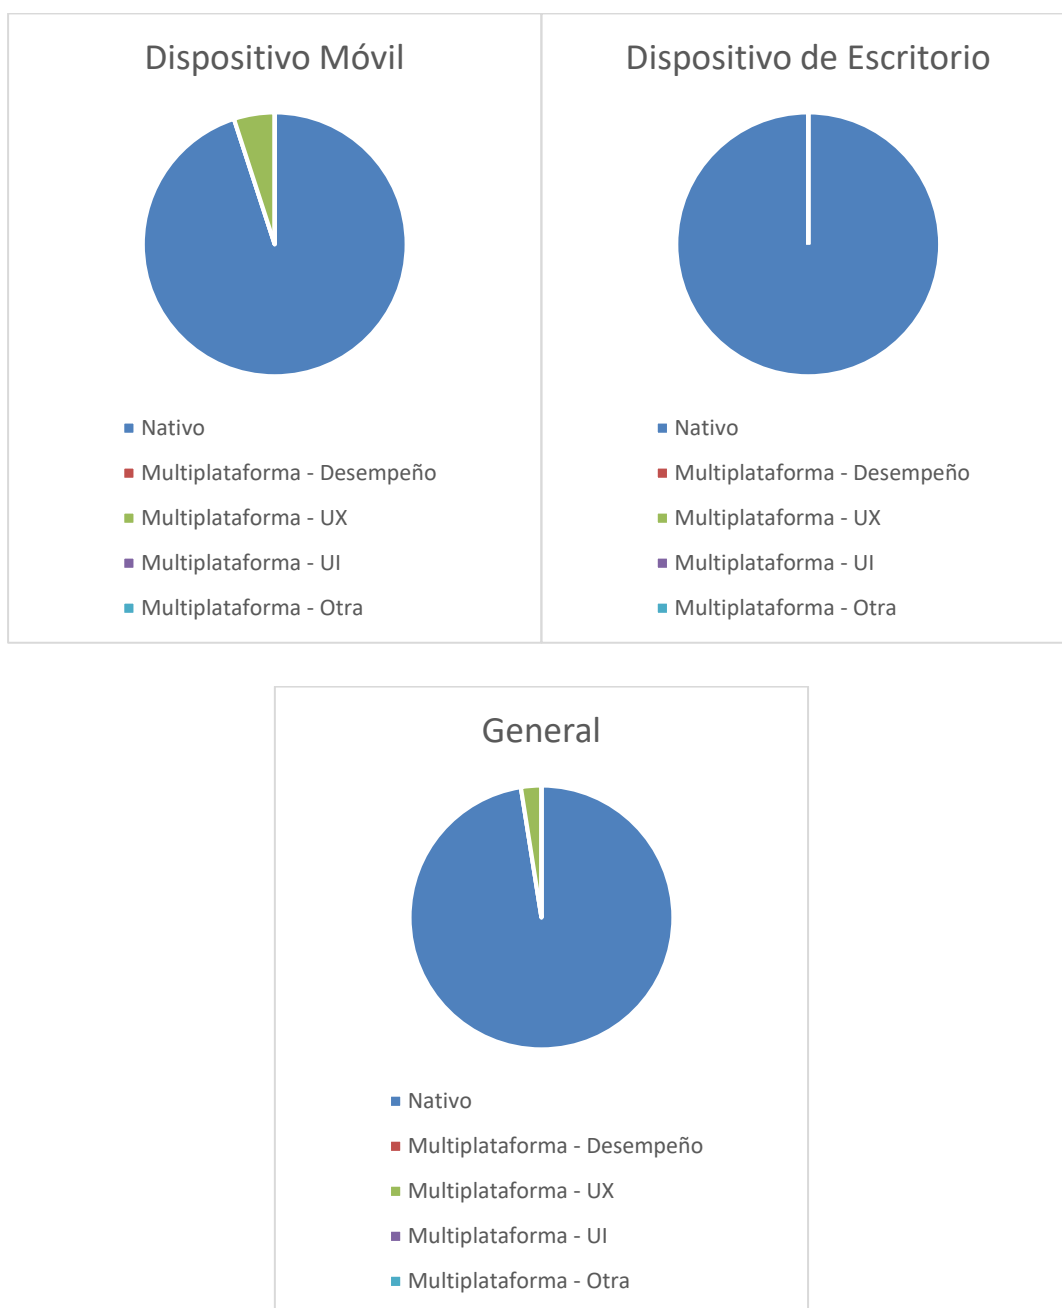 Dispositivo Móvil
Nativo
Multiplataforma - Desempeño
Multiplataforma - UX
Multiplataforma - UI
Multiplataforma - Otra
Dispositivo de Escritorio
Nativo
Multiplataforma - Desempeño
Multiplataforma - UX
Multiplataforma - UI
Multiplataforma - Otra
General
Nativo
Multiplataforma - Desempeño
Multiplataforma - UX
Multiplataforma - UI
Multiplataforma - Otra